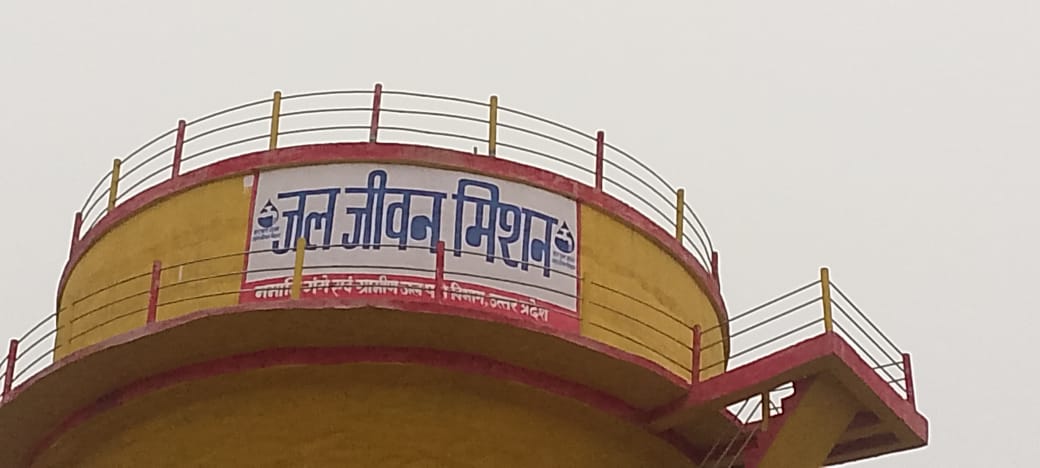 जल जीवन मिशन
नमामि गंगे एवं ग्रामीण विभाग, उत्तर प्रदेश